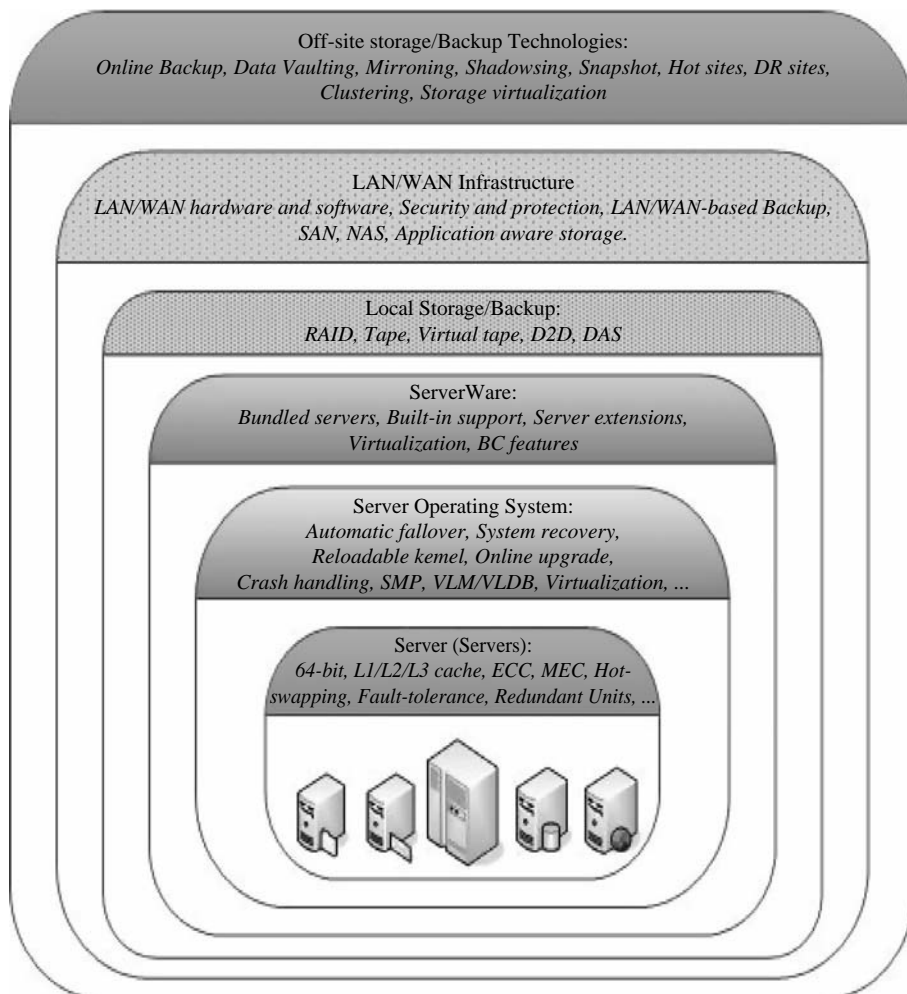 Off-site storage/Backup Technologies:
Online Backup, Data Vaulting, Mirroning, Shadowsing, Snapshot, Hot sites, DR sites,
Clustering, Storage virtualization
LAN/WAN Infrastructure
LAN/WAN hardware and software, Security and protection, LAN/WAN-based Backup,
SAN, NAS, Application aware storage.
Local Storage/Backup:
RAID, Tape, Virtual tape, D2D, DAS
ServerWare:
Bundled servers, Built-in support, Server extensions,
Virtualization, BC features
Server Operating System:
Automatic fallover, System recovery,
Reloadable kemel, Online upgrade,
Crash handling, SMP, VLM/VLDB, Virtualization, ...
Server (Servers):
64-bit, L1/L2/L3 cache, ECC, MEC, Hot-
swapping, Fault-tolerance, Redundant Units, ...